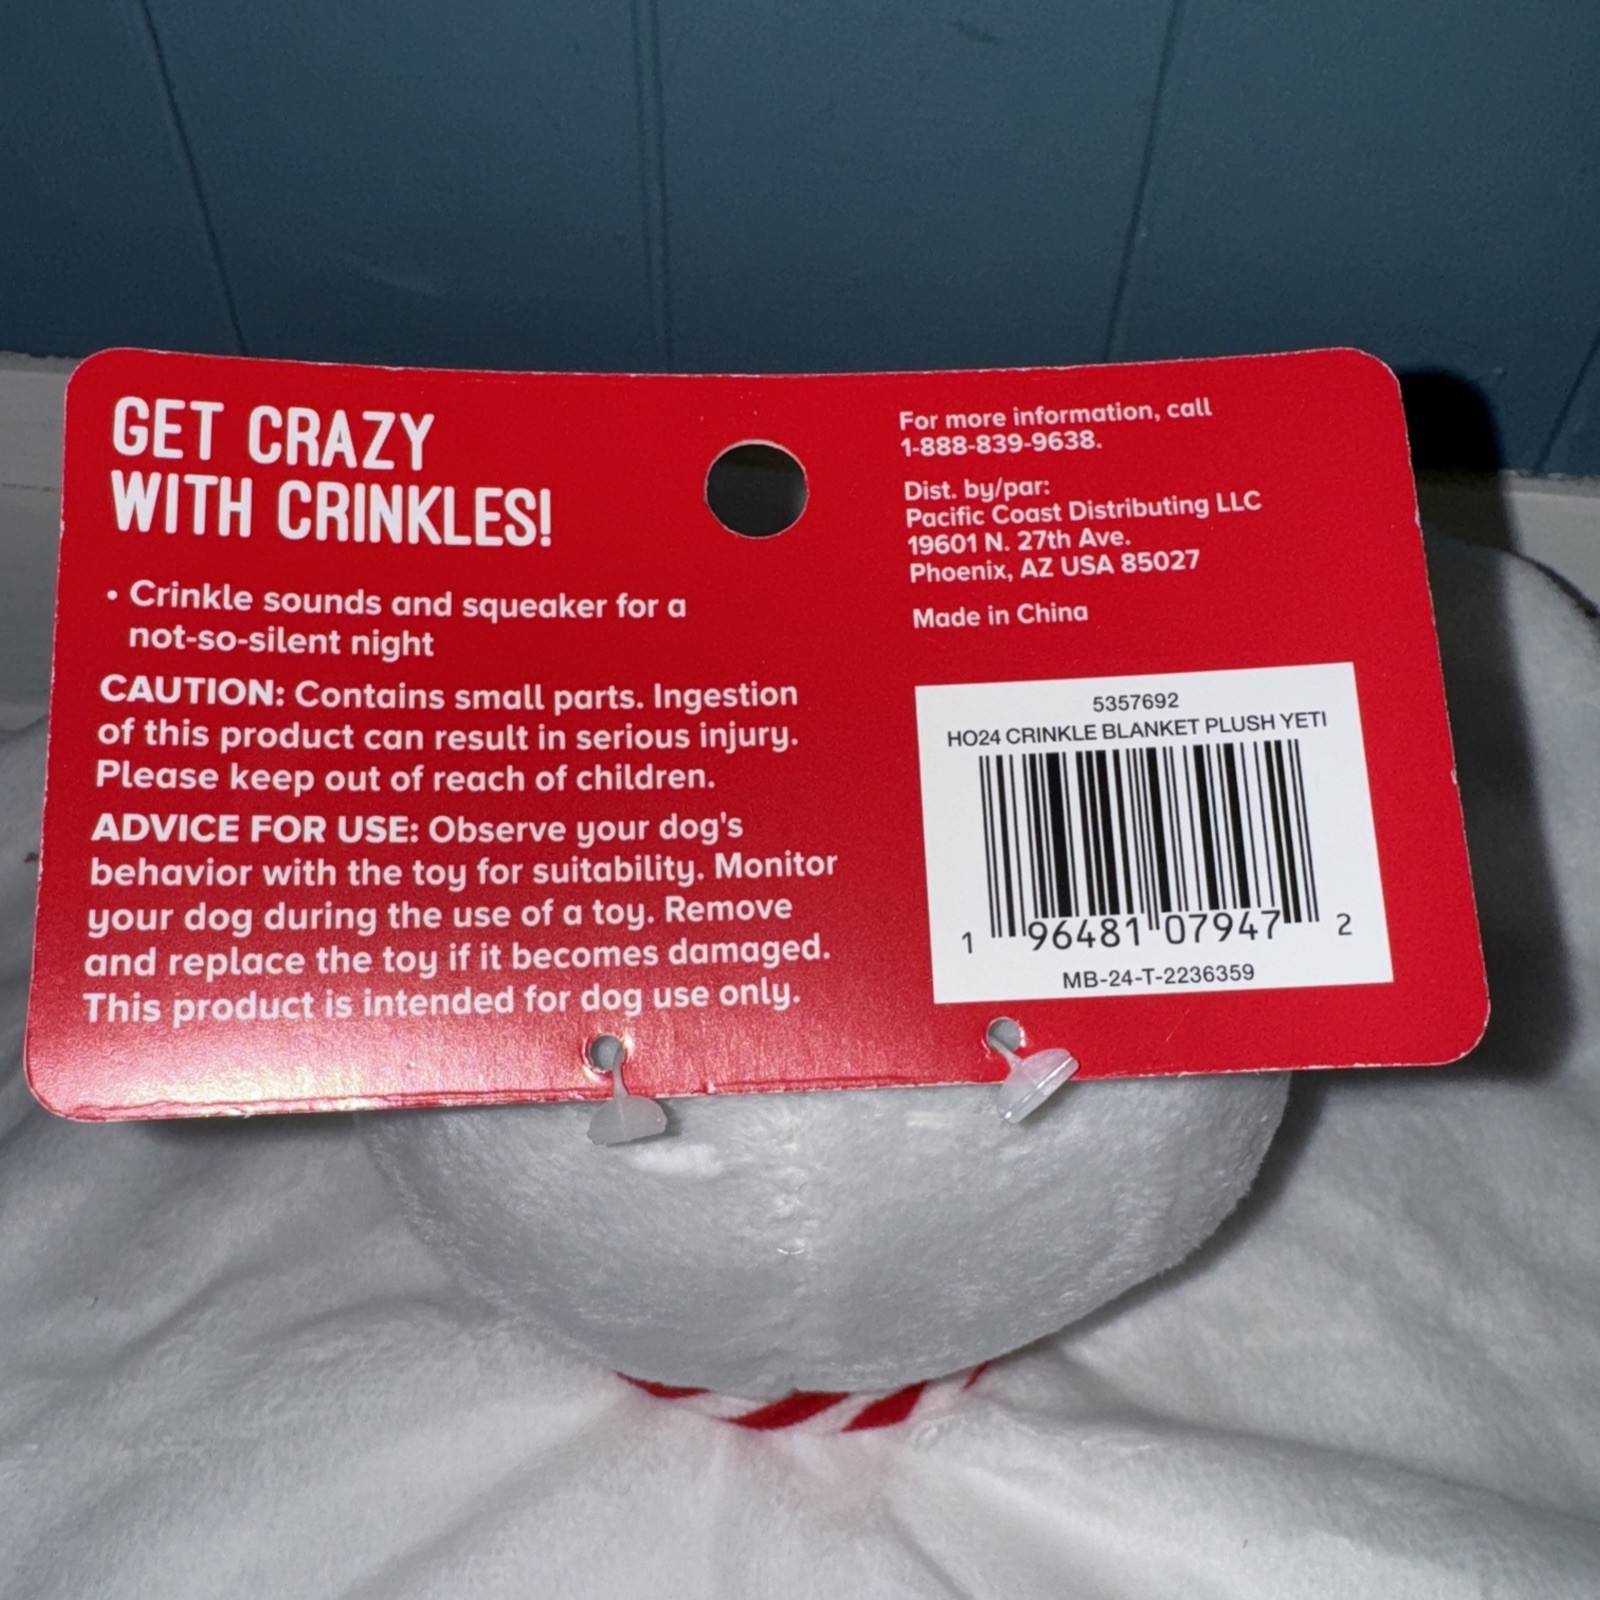 GET CRAZY
WITH CRINKLES!
• Crinkle sounds and squeaker for a
not-so-silent night
CAUTION: Contains small parts. Ingestion
of this product can result in serious injury.
Please keep out of reach of children.
ADVICE FOR USE: Observe your dog's
behavior with the toy for suitability. Monitor
your dog during the use of a toy. Remove
and replace the toy if it becomes damaged.
This product is intended for dog use only.
For more information, call
1-888-839-9638.
Dist. by/par:
Pacific Coast Distributing LLC
19601 N. 27th Ave.
Phoenix, AZ USA 85027
Made in China
5357692
HO24 CRINKLE BLANKET PLUSH YETI
1 96481 07947 2
MB-24-T-2236359